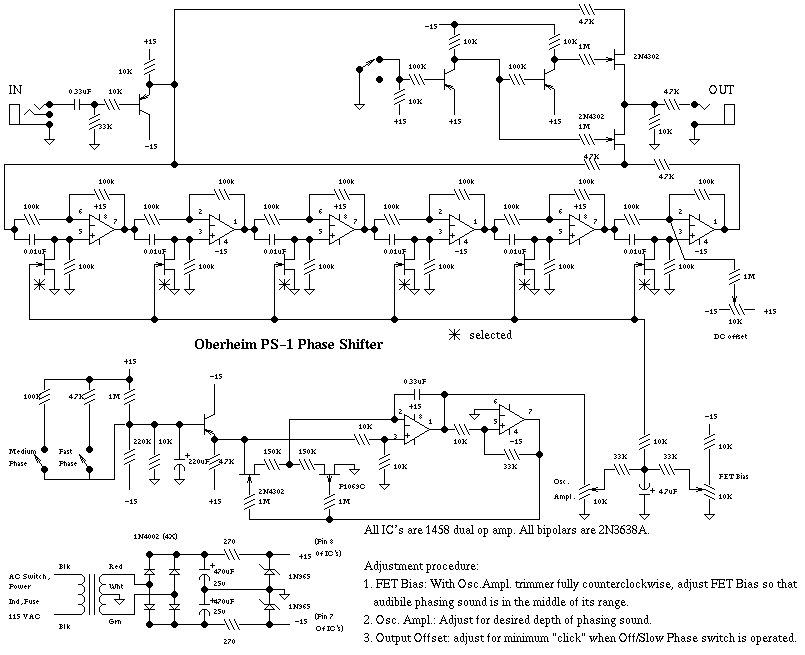 47K
-15
+15
10K
10K
1M
2N4302
100K
100K
IN
0.33uF
10K
33K
-15
10K
+15
+15
+15
2N4302
1M
47K
OUT
10K
47K
47K
100k
100k
100k
100k
100k
100k
100k
+15
100k
100k
+15
100k
100k
+15
100k
6
8
7
2
1
6
8
7
2
1
6
8
7
2
1
5
3
5
3
5
3
4
-15
4
-15
4
-15
0.01uF
0.01uF
0.01uF
0.01uF
0.01uF
0.01uF
100k
100k
100k
100k
100k
100k
1M
-15
+15
10K
DC offset
selected
Oberheim PS-1 Phase Shifter
+15
-15
0.33uF
+15
100K
47K
1M
2
8
1
3
6
7
5
4
-15
-15
Medium
Phase
Fast
Phase
220K
10K
220uF
47K
150K
150K
10K
10K
10K
33K
10K
33K
33K
10K
FET Bias
-15
+15
2N4302
1M
P1069C
1M
Osc.
Ampl.
10K
47uF
10K
All IC's are 1458 dual op amp. All bipolars are 2N3638A.
1N4002 (4X)
270
(Pin 8
Of IC's)
+15
Blk
Red
AC Switch,
Power
Wht
470uF
25v
1N965
Ind,Fuse
470uF
25v
1N965
115 VAC
Grn
-15
(Pin 7
Of IC's)
Blk
270
Adjustment procedure:
1. FET Bias: With Osc.Ampl. trimmer fully counterclockwise, adjust FET Bias so that
audibile phasing sound is in the middle of its range.
2. Osc. Ampl.: Adjust for desired depth of phasing sound.
3. Output Offset: adjust for minimum "click" when Off/Slow Phase switch is operated.